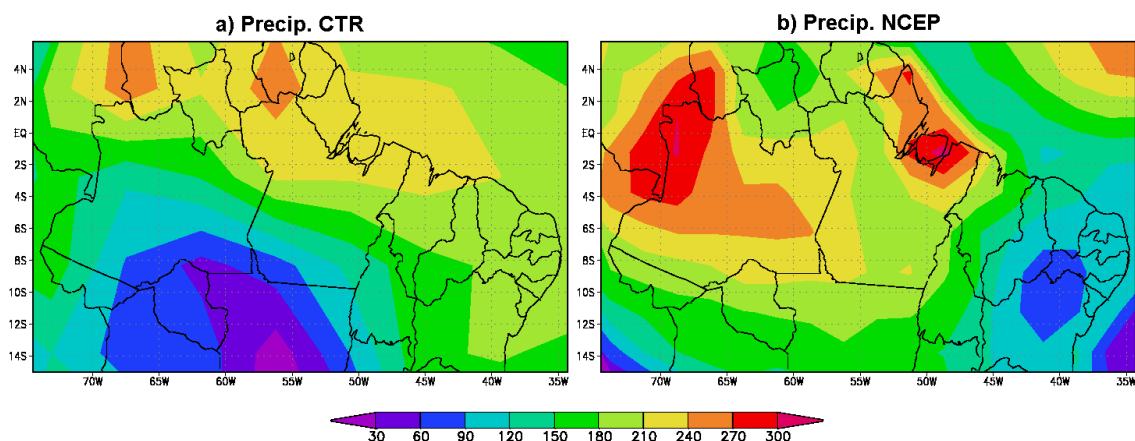 a) Precip. CTR
b) Precip. NCEP
4N
2N
EQ
2S
4S
6S
8S
10S
12S
14S
70W 65W 60W 55W 50W 45W 40W 35W
4N
2N
EQ
2S
4S
6S
8S
10S
12S
14S
70W 65W 60W 55W 50W 45W 40W 35W
30 60 90 120 150 180 210 240 270 300